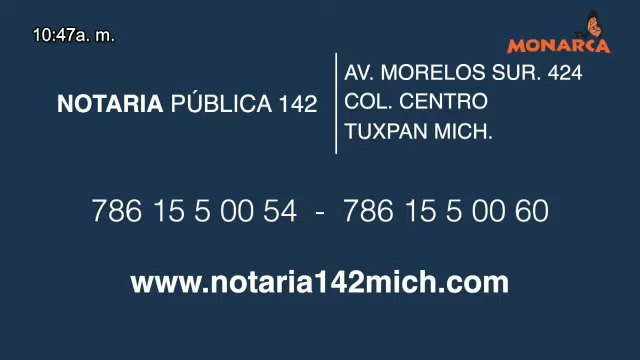 10:47a. m.
TV
MONARCA
NOTARIA PÚBLICA 142
AV. MORELOS SUR. 424
COL. CENTRO
TUXPAN MICH.
786 15 5 00 54 - 786 15 5 00 60
www.notaria142mich.com